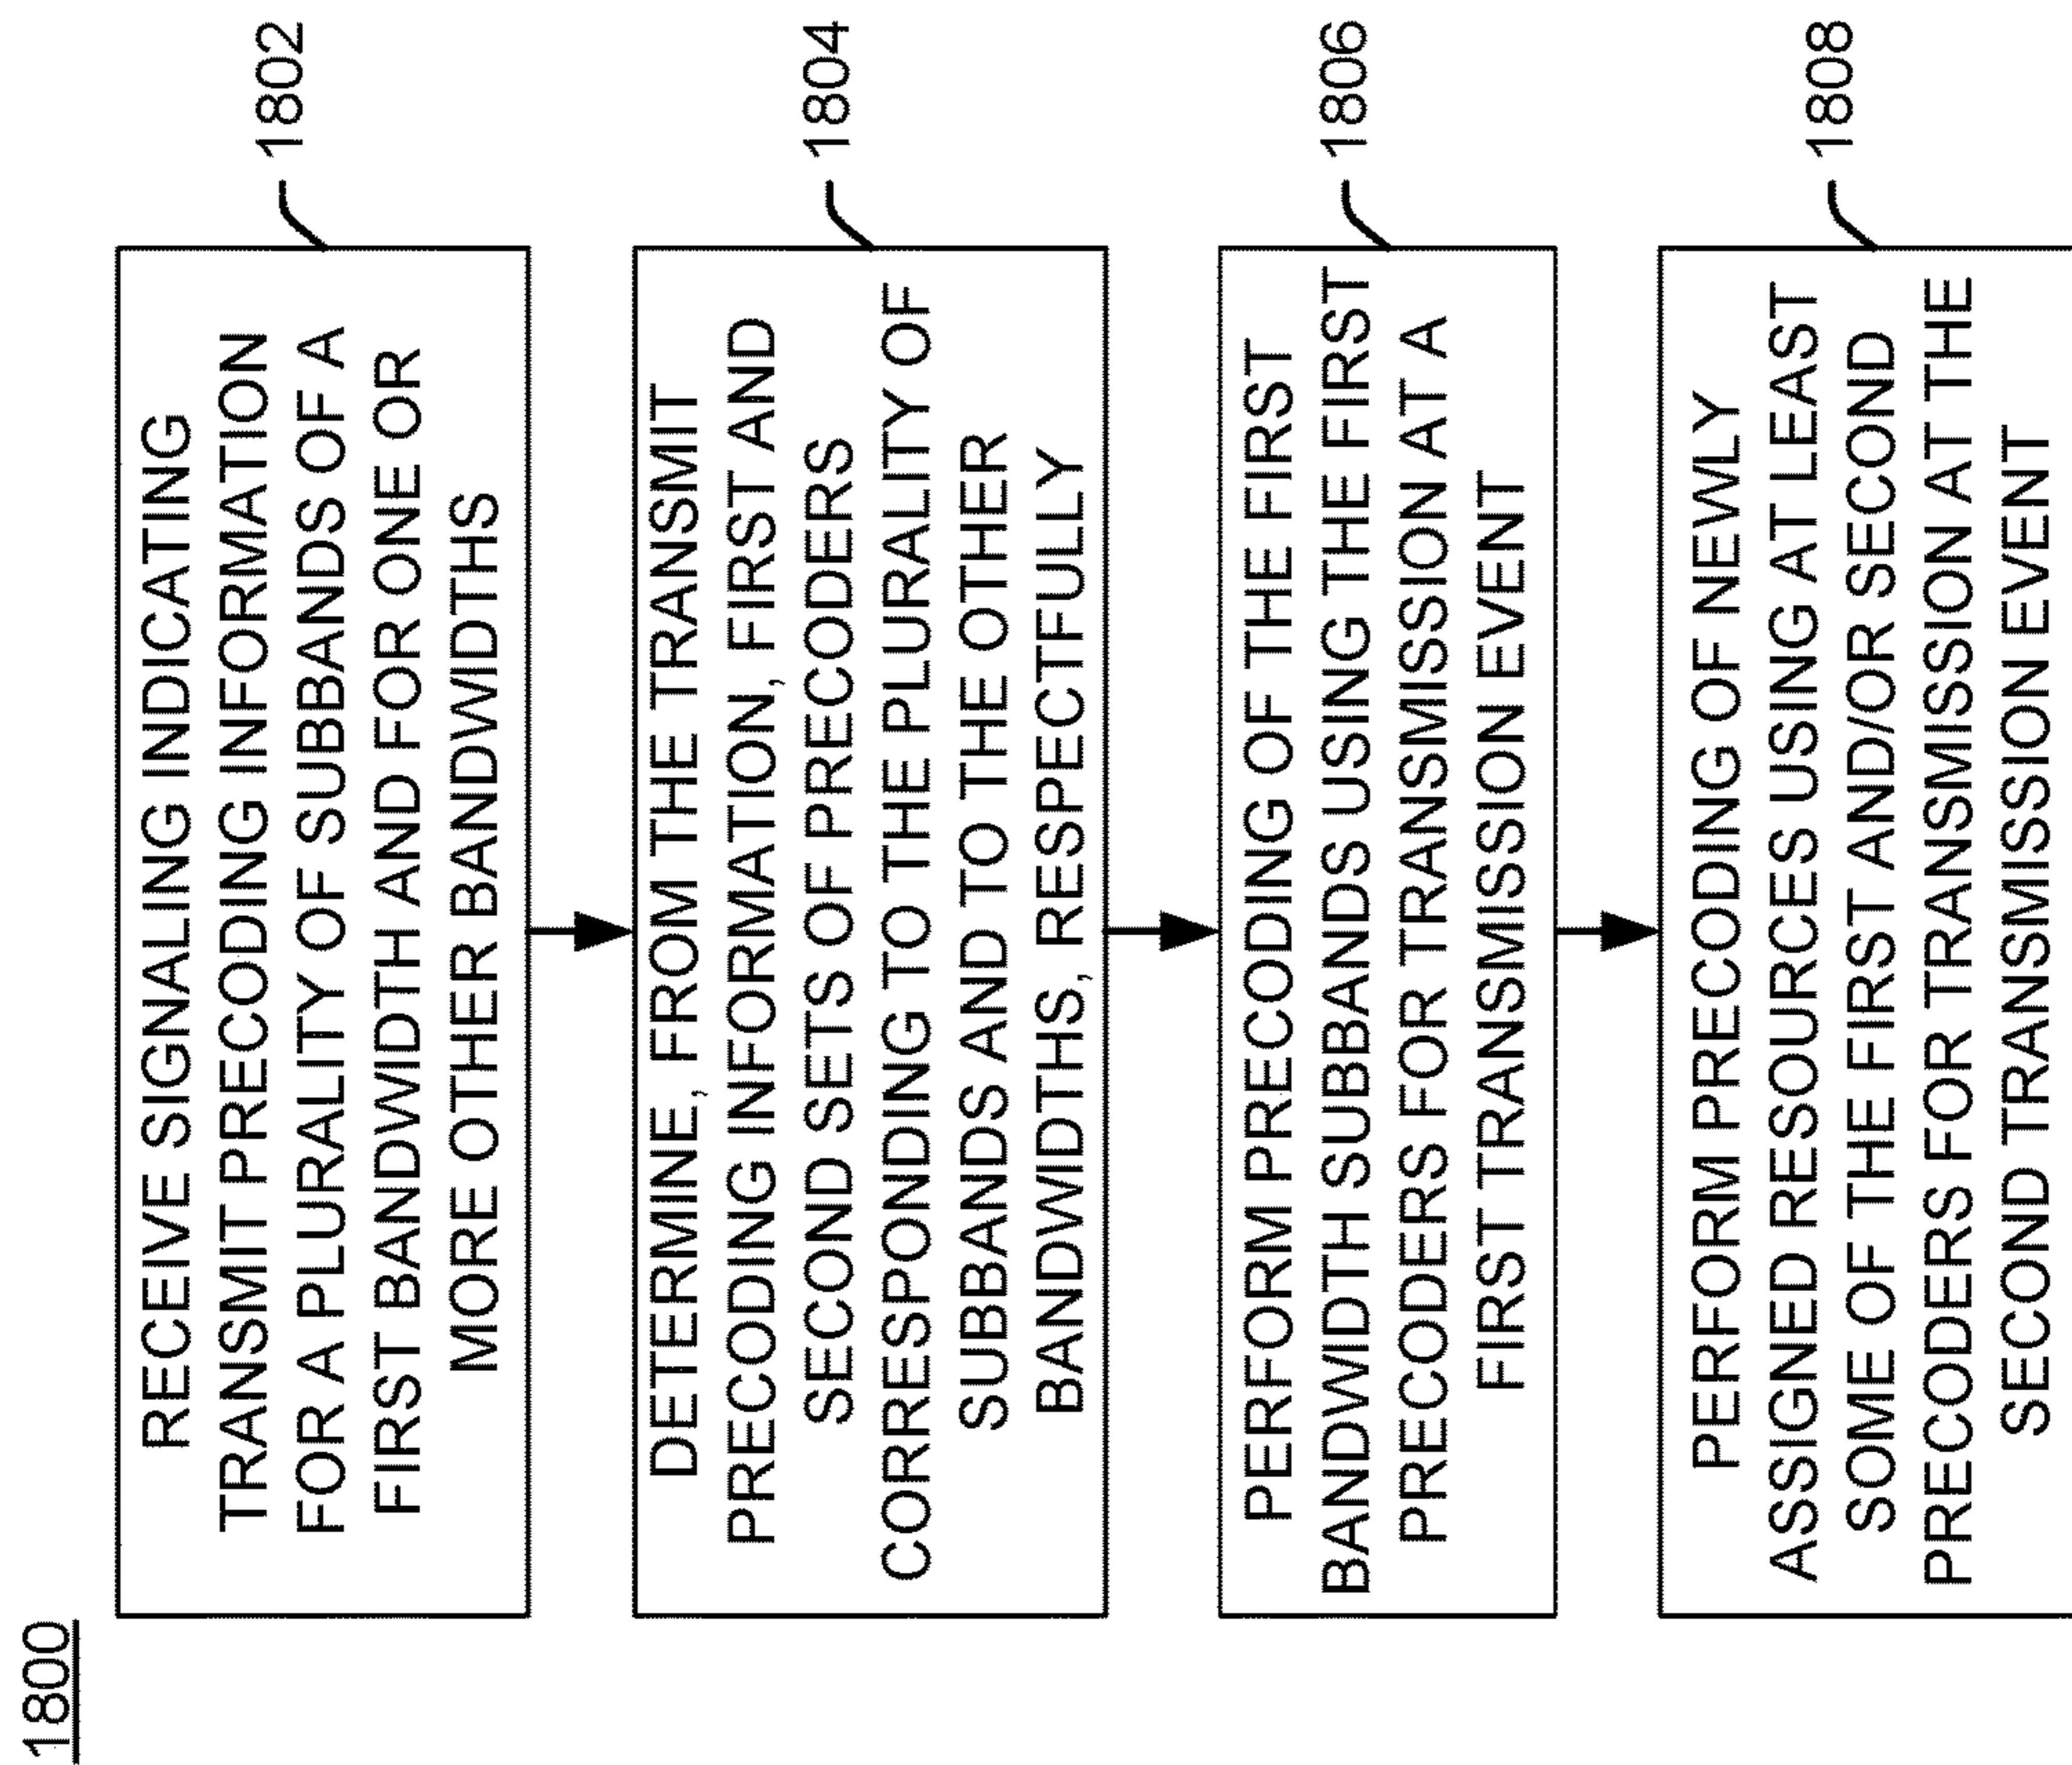 1800
RECEIVE SIGNALING INDICATING
TRANSMIT PRECODING INFORMATION
FOR A PLURALITY OF SUBBANDS OF A
FIRST BANDWIDTH AND FOR ONE OR
MORE OTHER BANDWIDTHS
1802
DETERMINE, FROM THE TRANSMIT
PRECODING INFORMATION, FIRST AND
SECOND SETS OF PRECODERS
CORRESPONDING TO THE PLURALITY OF
SUBBANDS AND TO THE OTHER
BANDWIDTHS, RESPECTFULLY
1804
PERFORM PRECODING OF THE FIRST
BANDWIDTH SUBBANDS USING THE FIRST
PRECODERS FOR TRANSMISSION AT A
FIRST TRANSMISSION EVENT
1806
PERFORM PRECODING OF NEWLY
ASSIGNED RESOURCES USING AT LEAST
SOME OF THE FIRST AND/OR SECOND
PRECODERS FOR TRANSMISSION AT THE
SECOND TRANSMISSION EVENT
1808